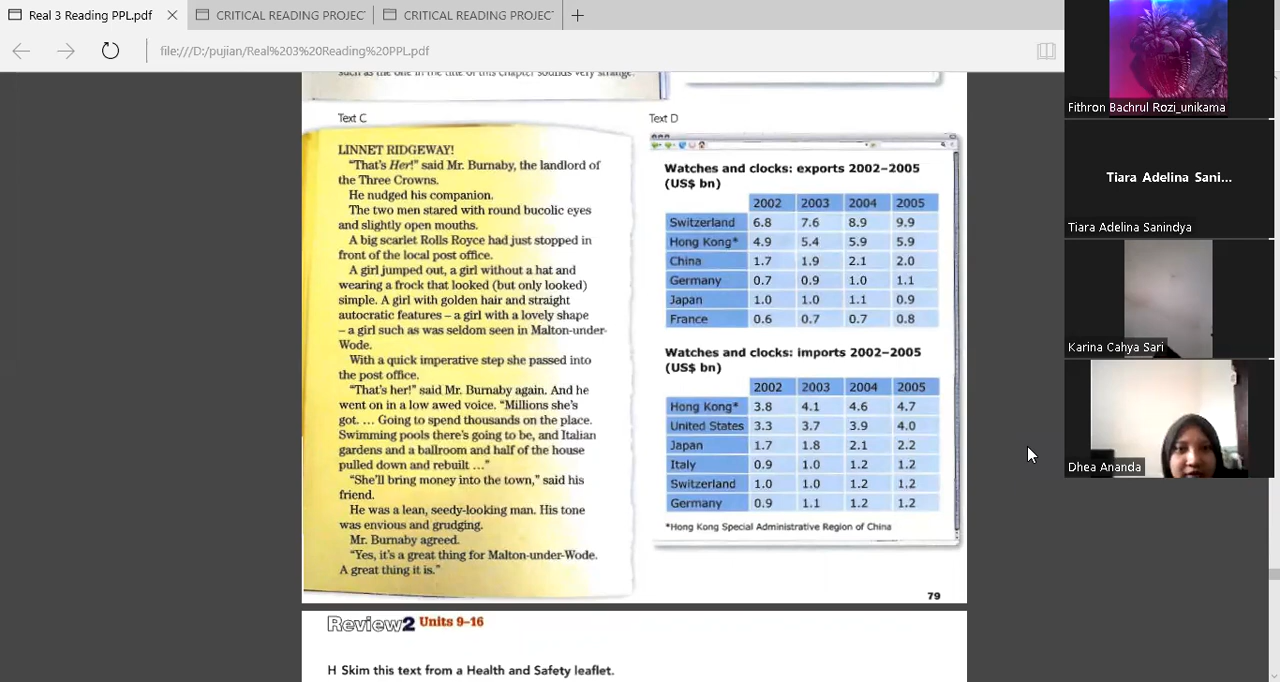 Real 3 Reading PPL.pdf
CRITICAL READING PROJECT
CRITICAL READING PROJECT
file:///D:/pujian/Real%203%20Reading%20PPL.pdf
such as the one in the title of this chapter sounds very strange.
Text C
LINNET RIDGEWAY!
"That's Her!" said Mr. Burnaby, the landlord of
the Three Crowns.
He nudged his companion.
The two men stared with round bucolic eyes
and slightly open mouths.
A big scarlet Rolls Royce had just stopped in
front of the local post office.
A girl jumped out, a girl without a hat and
wearing a frock that looked (but only looked)
simple. A girl with golden hair and straight
autocratic features – a girl with a lovely shape
– a girl such as was seldom seen in Malton-under-
Wode.
With a quick imperative step she passed into
the post office.
"That's her!" said Mr. Burnaby again. And he
went on in a low awed voice. "Millions she's
got. ... Going to spend thousands on the place.
Swimming pools there's going to be, and Italian
gardens and a ballroom and half of the house
pulled down and rebuilt ..."
"She'll bring money into the town," said his
friend.
He was a lean, seedy-looking man. His tone
was envious and grudging.
Mr. Burnaby agreed.
"Yes, it's a great thing for Malton-under-Wode.
A great thing it is."
Text D
Watches and clocks: exports 2002–2005
(US$ bn)
2002 2003 2004 2005
Switzerland 6.8 7.6 8.9 9.9
Hong Kong* 4.9 5.4 5.9 5.9
China 1.7 1.9 2.1 2.0
Germany 0.7 0.9 1.0 1.1
Japan 1.0 1.0 1.1 0.9
France 0.6 0.7 0.7 0.8
Watches and clocks: imports 2002–2005
(US$ bn)
2002 2003 2004 2005
Hong Kong* 3.8 4.1 4.6 4.7
United States 3.3 3.7 3.9 4.0
Japan 1.7 1.8 2.1 2.2
Italy 0.9 1.0 1.2 1.2
Switzerland 1.0 1.0 1.2 1.2
Germany 0.9 1.1 1.2 1.2
*Hong Kong Special Administrative Region of China
79
Review2 Units 9–16
H Skim this text from a Health and Safety leaflet.
Fithron Bachrul Rozi_unikama
Tiara Adelina Sani...
Tiara Adelina Sanindya
Karina Cahya Sari
Dhea Ananda